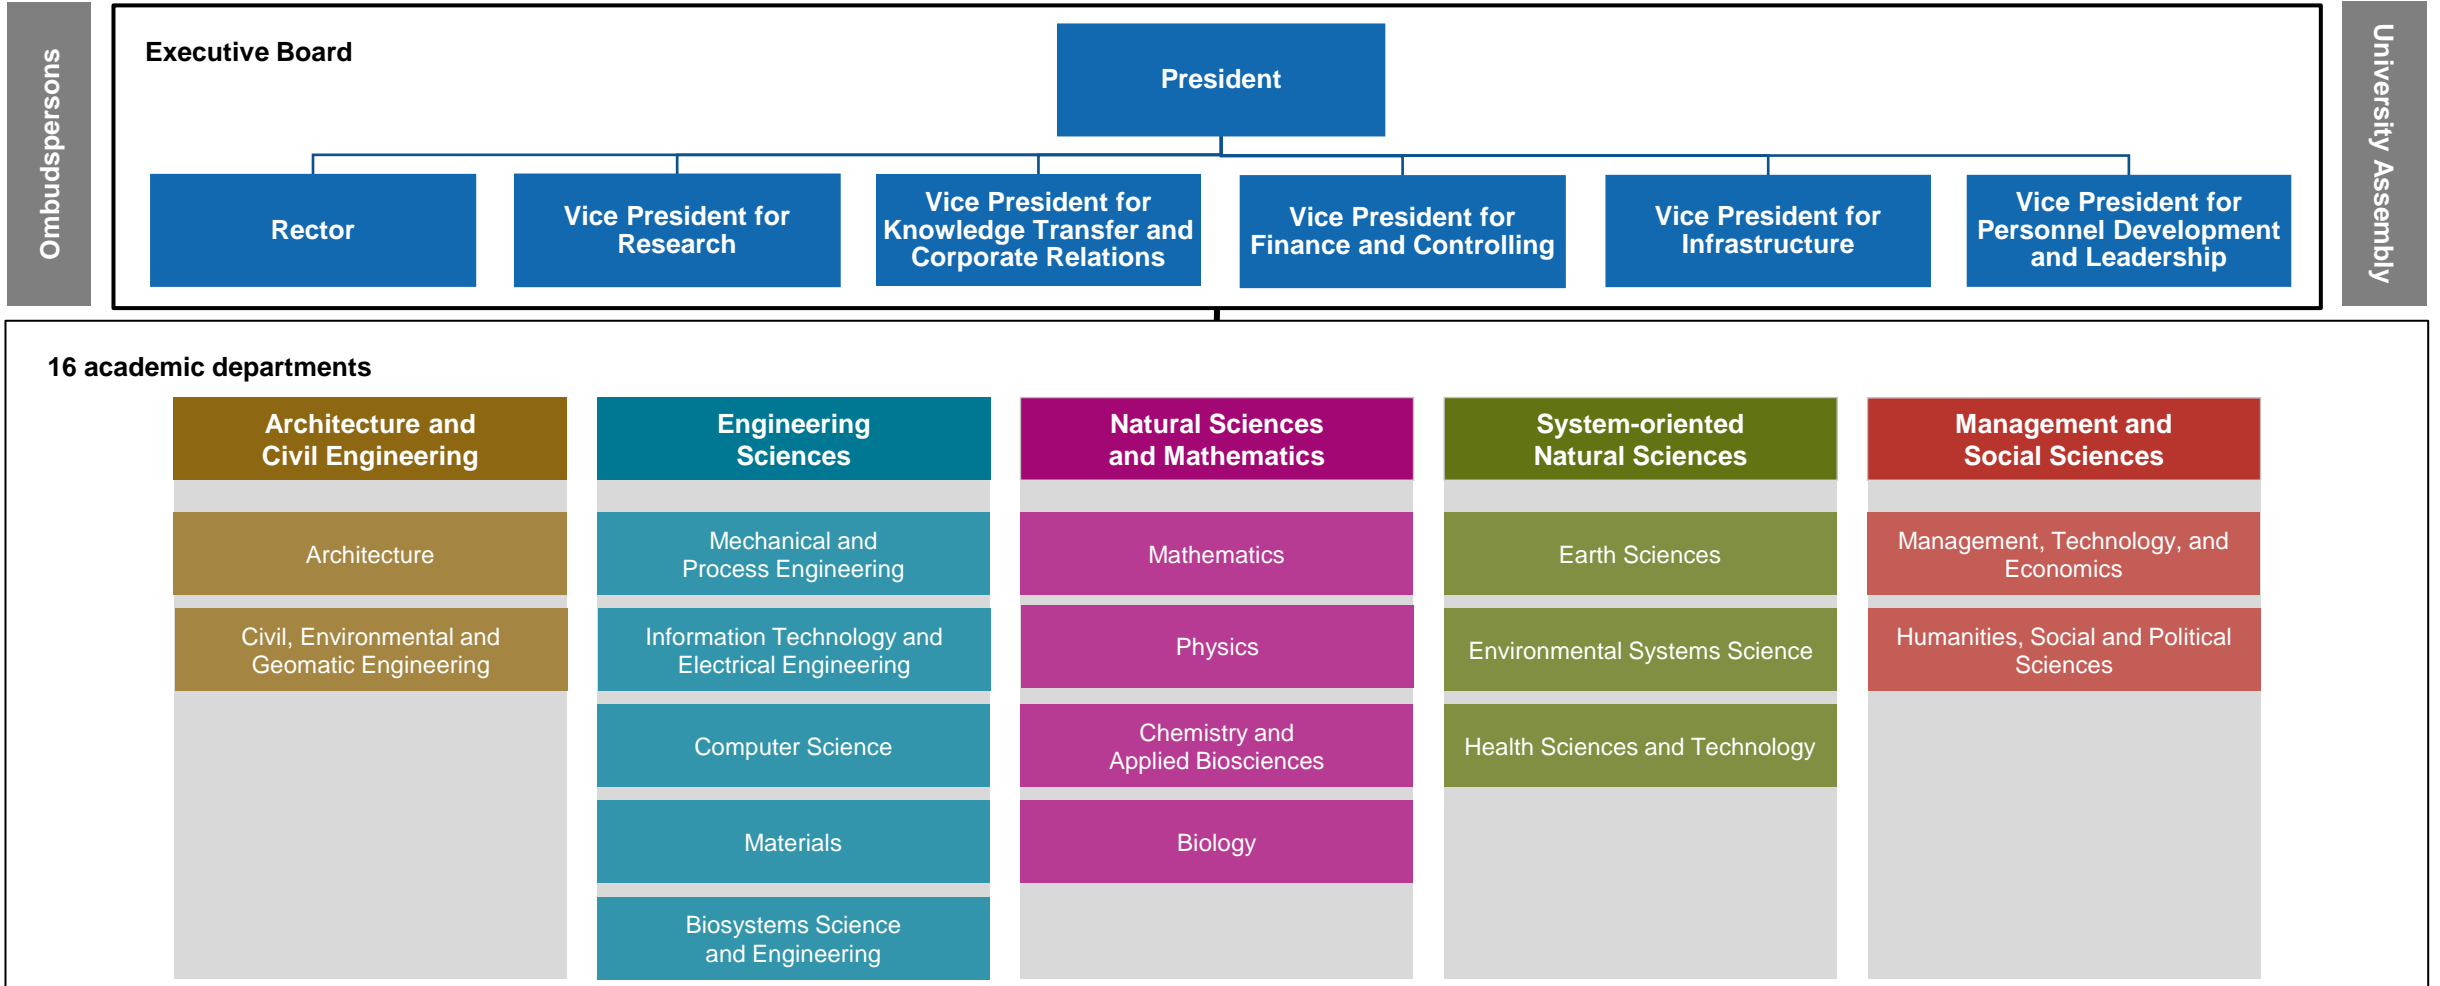 Ombudspersons
Executive Board
President
University Assembly
Rector
Vice President for
Research
Vice President for
Knowledge Transfer and
Corporate Relations
Vice President for
Finance and Controlling
Vice President for
Infrastructure
Vice President for
Personnel Development
and Leadership
16 academic departments
Architecture and
Civil Engineering
Architecture
Civil, Environmental and
Geomatic Engineering
Engineering
Sciences
Mechanical and
Process Engineering
Information Technology and
Electrical Engineering
Computer Science
Materials
Biosystems Science
and Engineering
Natural Sciences
and Mathematics
Mathematics
Physics
Chemistry and
Applied Biosciences
Biology
System-oriented
Natural Sciences
Earth Sciences
Environmental Systems Science
Health Sciences and Technology
Management and
Social Sciences
Management, Technology, and
Economics
Humanities, Social and Political
Sciences